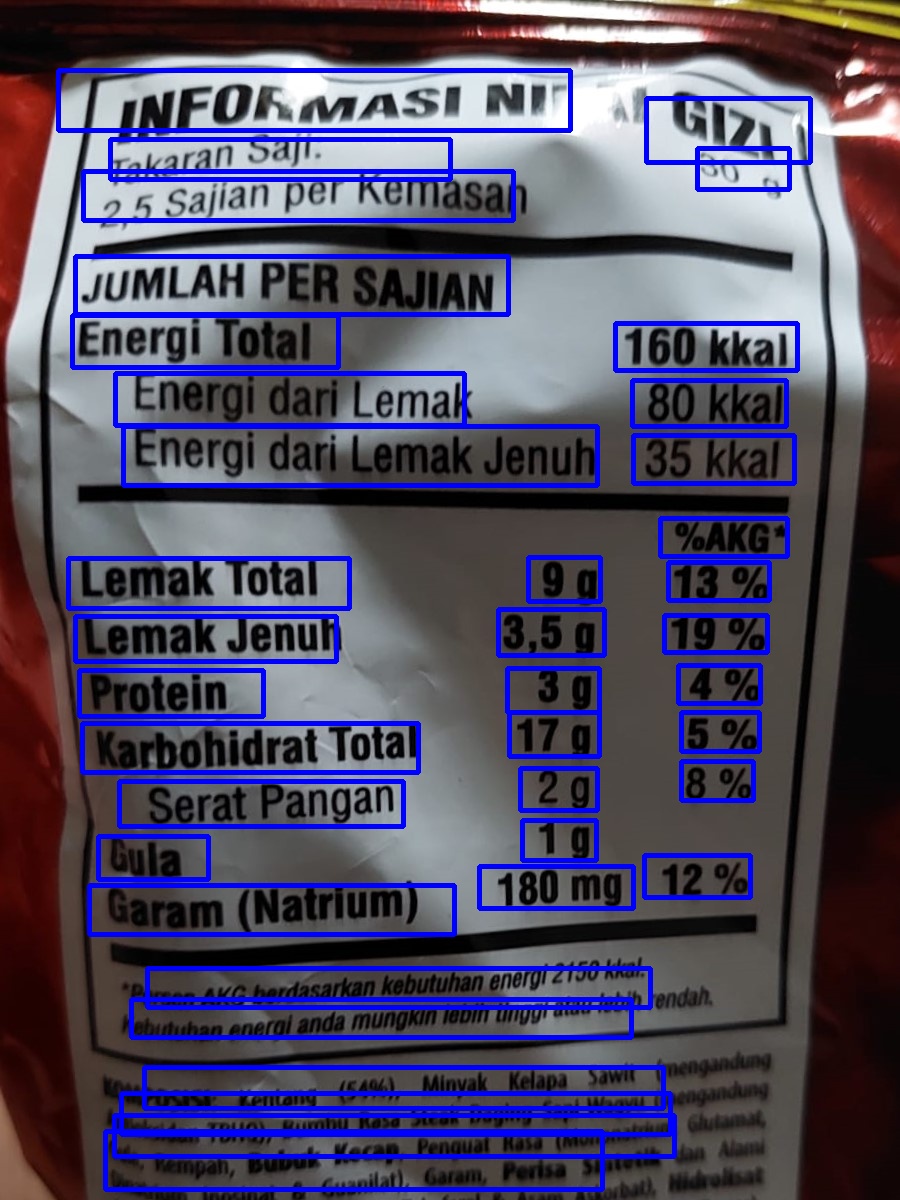 INFORMASI NILAI GIZI
Takaran Saji. 30 g
2,5 Sajian per Kemasan
JUMLAH PER SAJIAN
Energi Total 160 kkal
Energi dari Lemak 80 kkal
Energi dari Lemak Jenuh 35 kkal
%AKG*
Lemak Total 9 g 13 %
Lemak Jenuh 3,5 g 19 %
Protein 3 g 4 %
Karbohidrat Total 17 g 5 %
Serat Pangan 2 g 8 %
Gula 1 g
Garam (Natrium) 180 mg 12 %
*Persen AKG berdasarkan kebutuhan energi 2150 kkal.
Kebutuhan energi anda mungkin lebih tinggi atau lebih rendah.
Kentang (54%), Minyak Kelapa Sawit (mengandung
Bumbu Rasa Steak Daging Sapi Wagyu (mengandung
Kempah, Bubuk Kecap, Penguat Rasa Glutamat,
Guanilat), Garam, Perisa Sintetik dan Alami
Hidrolisat